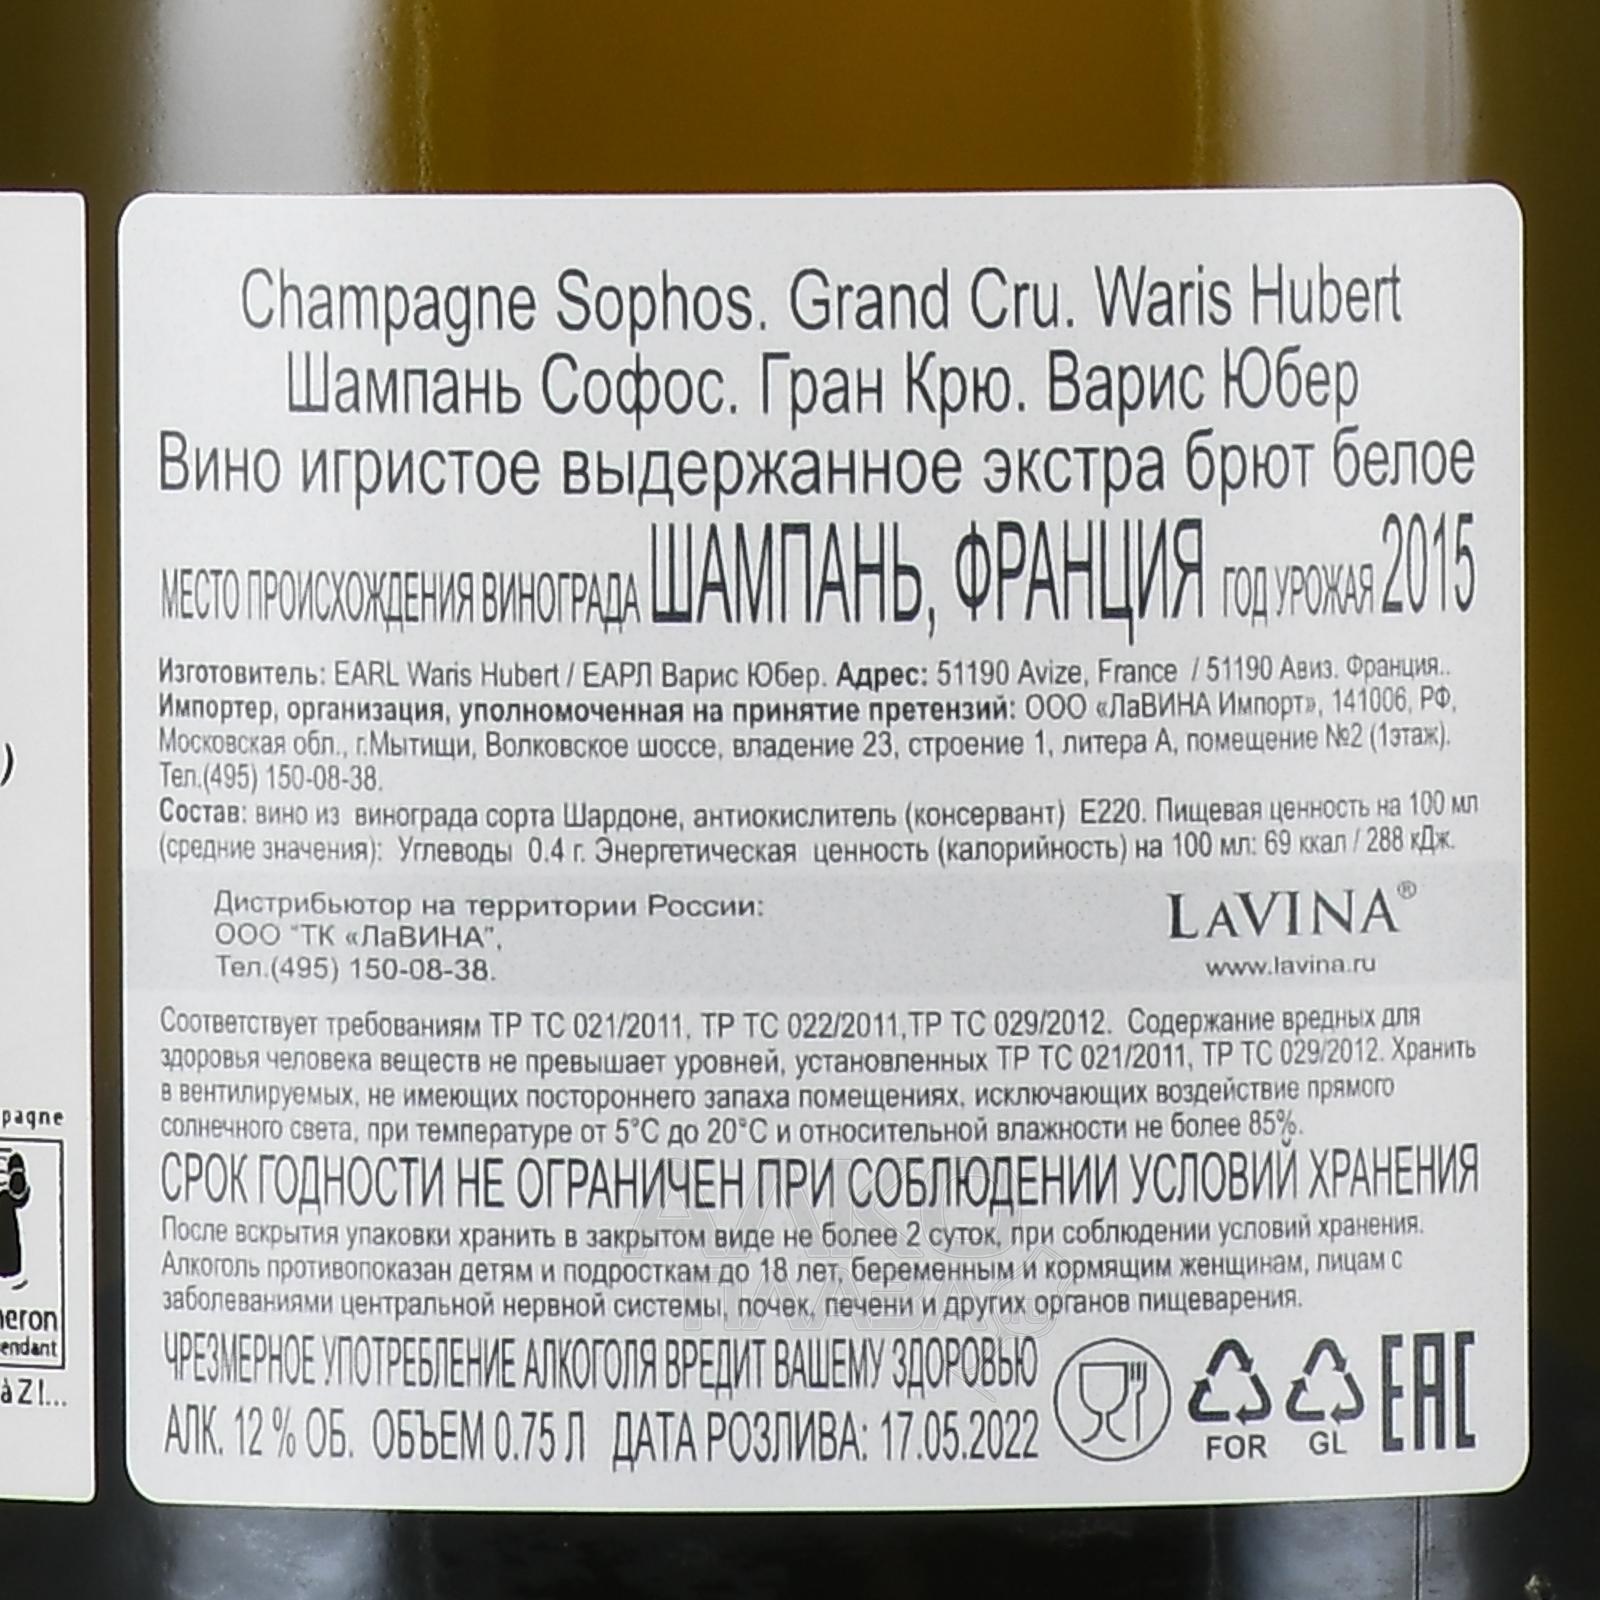 Champagne Sophos. Grand Cru. Waris Hubert
Шампань Софос. Гран Крю. Варис Юбер
Вино игристое выдержанное экстра брют белое
МЕСТО ПРОИСХОЖДЕНИЯ ВИНОГРАДА ШАМПАНЬ, ФРАНЦИЯ ГОД УРОЖАЯ 2015
Изготовитель: EARL Waris Hubert / ЕАРЛ Варис Юбер. Адрес: 51190 Avize, France / 51190 Авиз. Франция..
Импортер, организация, уполномоченная на принятие претензий: ООО «ЛаВИНА Импорт», 141006, РФ,
Московская обл., г.Мытищи, Волковское шоссе, владение 23, строение 1, литера А, помещение №2 (1этаж).
Тел.(495) 150-08-38.
Состав: вино из винограда сорта Шардоне, антиокислитель (консервант) Е220. Пищевая ценность на 100 мл
(средние значения): Углеводы 0.4 г. Энергетическая ценность (калорийность) на 100 мл: 69 ккал / 288 кДж.
Дистрибьютор на территории России:
ООО "ТК «ЛаВИНА",
Тел.(495) 150-08-38.
LAVINA®
www.lavina.ru
Соответствует требованиям ТР ТС 021/2011, ТР ТС 022/2011,ТР ТС 029/2012. Содержание вредных для
здоровья человека веществ не превышает уровней, установленных ТР ТС 021/2011, ТР ТС 029/2012. Хранить
в вентилируемых, не имеющих постороннего запаха помещениях, исключающих воздействие прямого
солнечного света, при температуре от 5°С до 20°С и относительной влажности не более 85%.
СРОК ГОДНОСТИ НЕ ОГРАНИЧЕН ПРИ СОБЛЮДЕНИИ УСЛОВИЙ ХРАНЕНИЯ
После вскрытия упаковки хранить в закрытом виде не более 2 суток, при соблюдении условий хранения.
Алкоголь противопоказан детям и подросткам до 18 лет, беременным и кормящим женщинам, лицам с
заболеваниями центральной нервной системы, почек, печени и других органов пищеварения.
ЧРЕЗМЕРНОЕ УПОТРЕБЛЕНИЕ АЛКОГОЛЯ ВРЕДИТ ВАШЕМУ ЗДОРОВЬЮ
АЛК. 12 % ОБ. ОБЪЕМ 0.75 Л ДАТА РОЗЛИВА: 17.05.2022
FOR
GL
EAC
)
pagne
neron
endant
à Z !...